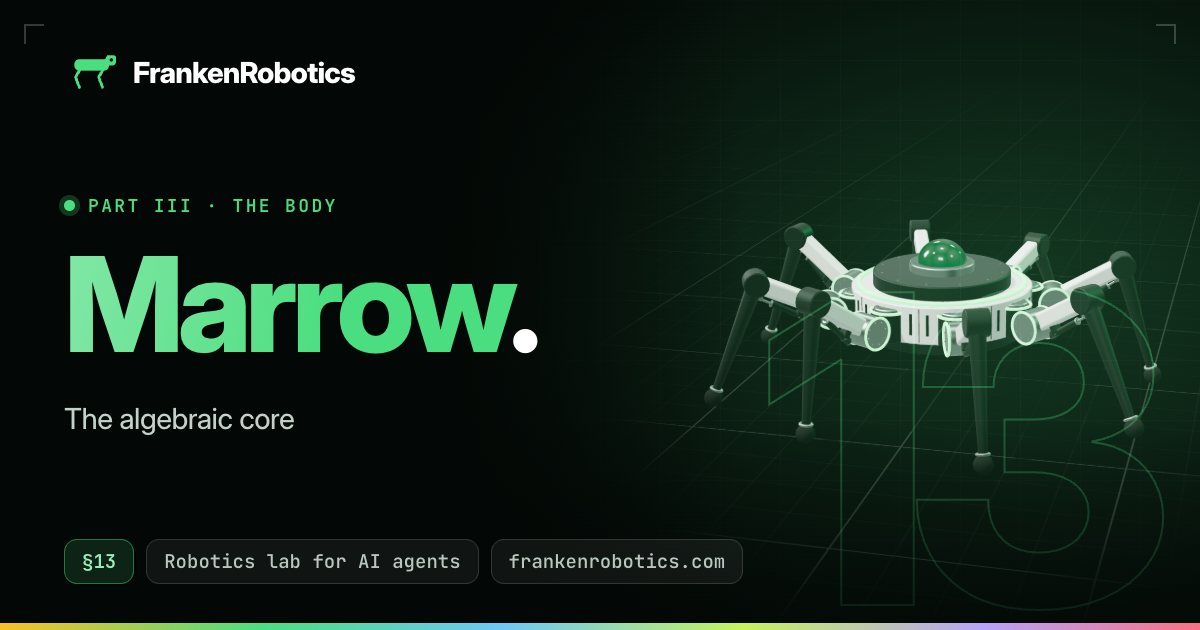 FrankenRobotics
PART III · THE BODY
Marrow.
The algebraic core
§13
Robotics lab for AI agents
frankenrobotics.com
13